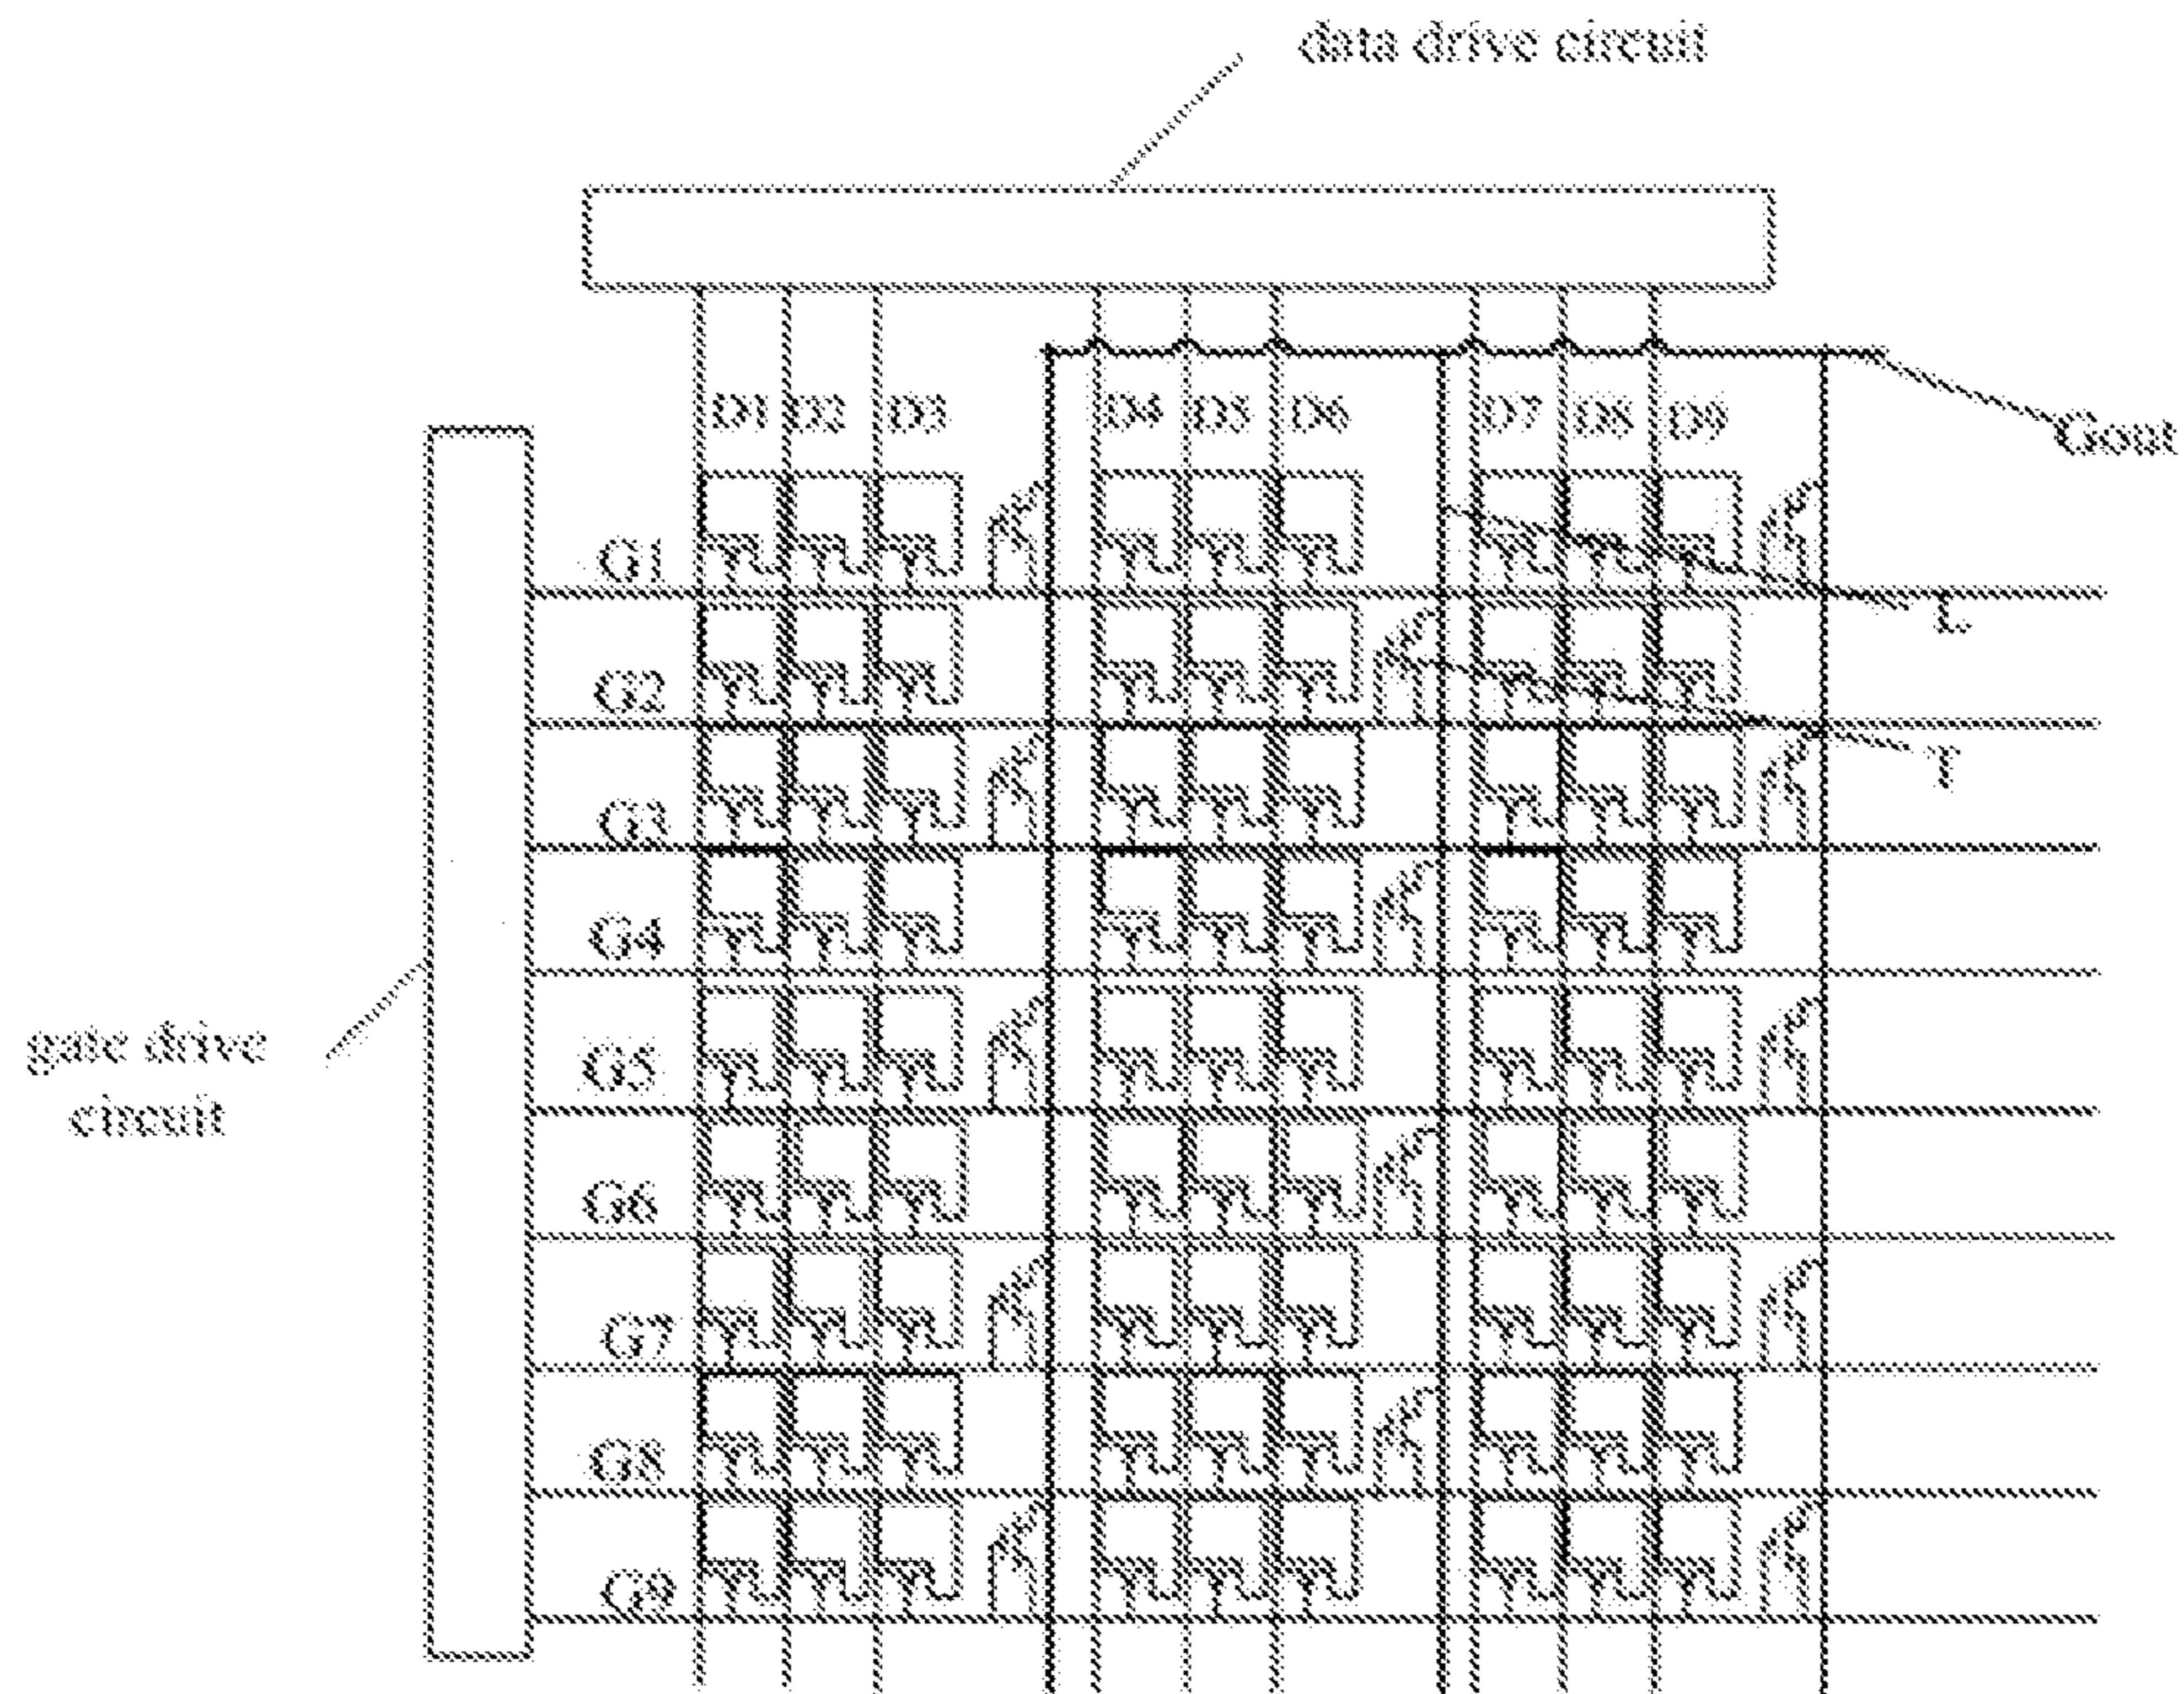 data drive circuit
D1 D2 D3 D4 D5 D6 D7 D8 D9
Gout
G1
L
G2
T
G3
G4
gate drive
circuit
G5
G6
G7
G8
G9